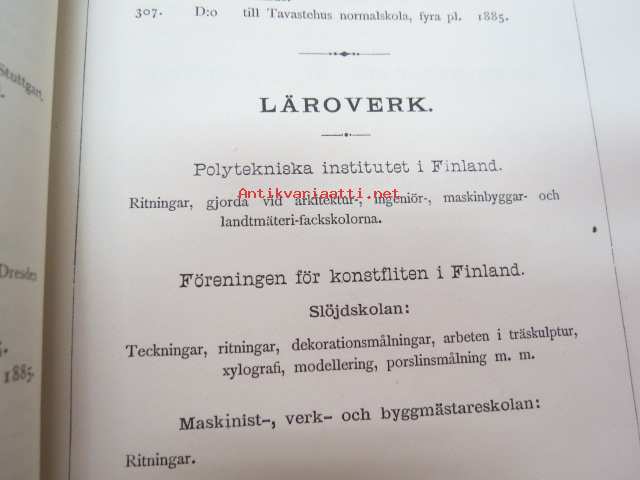 307. D:o till Tavastehus normalskola, fyra pl. 1885.
LÄROVERK.
Polytekniska institutet i Finland.
Antikvariaatti.net
Ritningar, gjorda vid arkitektur-, ingeniör-, maskinbyggar- och
landtmäteri-fackskolorna.
Föreningen för konstfliten i Finland.
Slöjdskolan:
Teckningar, ritningar, dekorationsmålningar, arbeten i träskulptur,
xylografi, modellering, porslinsmålning m. m.
Maskinist-, verk- och byggmästareskolan:
Ritningar.
Stuttgart.
Dresden
1885.